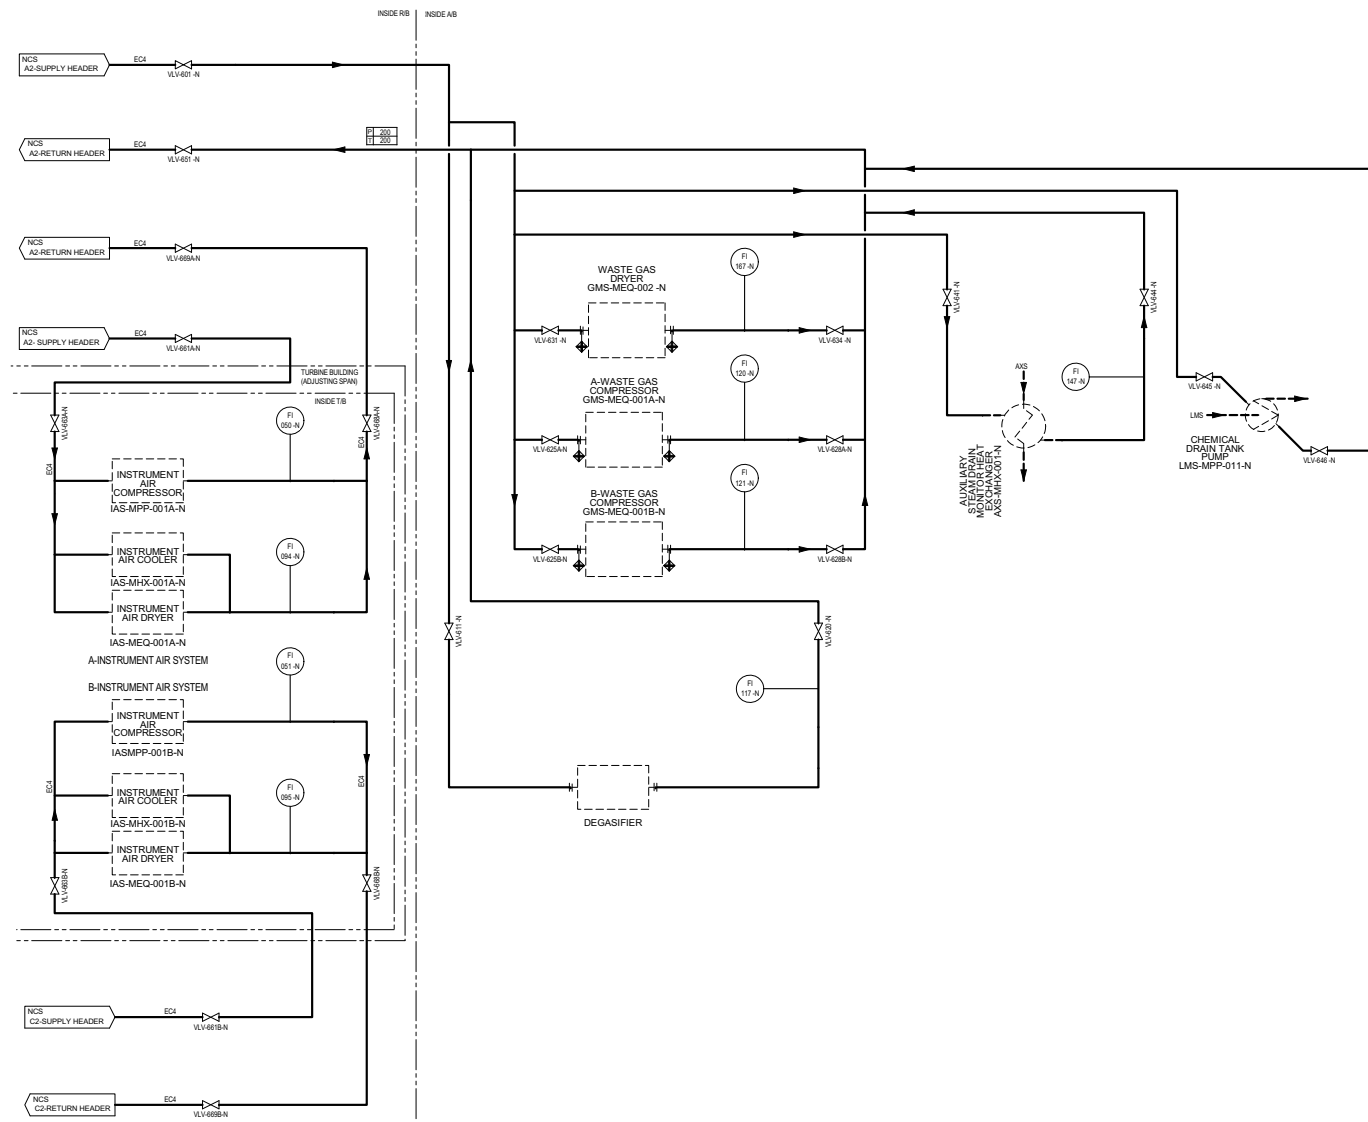 INSIDE R/B
INSIDE A/B
NCS
A2-SUPPLY HEADER
EC4
VLV-601 -N
NCS
A2-RETURN HEADER
EC4
VLV-651 -N
P 200
T 200
NCS
A2-RETURN HEADER
EC4
VLV-669A-N
NCS
A2- SUPPLY HEADER
EC4
VLV-661A-N
TURBINE BUILDING
(ADJUSTING SPAN)
INSIDE T/B
VLV-663A-N
EC4
FI
050 -N
VLV-668A-N
EC4
INSTRUMENT
AIR
COMPRESSOR
IAS-MPP-001A-N
INSTRUMENT
AIR COOLER
IAS-MHX-001A-N
FI
094 -N
INSTRUMENT
AIR DRYER
IAS-MEQ-001A-N
A-INSTRUMENT AIR SYSTEM
FI
051 -N
B-INSTRUMENT AIR SYSTEM
INSTRUMENT
AIR
COMPRESSOR
IASMPP-001B-N
EC4
EC4
INSTRUMENT
AIR COOLER
IAS-MHX-001B-N
FI
095 -N
INSTRUMENT
AIR DRYER
IAS-MEQ-001B-N
VLV-663B-N
VLV-668B-N
NCS
C2-SUPPLY HEADER
EC4
VLV-661B-N
NCS
C2-RETURN HEADER
EC4
VLV-669B-N
WASTE GAS
DRYER
GMS-MEQ-002 -N
FI
167 -N
VLV-631 -N
VLV-634 -N
A-WASTE GAS
COMPRESSOR
GMS-MEQ-001A-N
FI
120 -N
VLV-625A-N
VLV-628A-N
B-WASTE GAS
COMPRESSOR
GMS-MEQ-001B-N
FI
121 -N
VLV-625B-N
VLV-628B-N
VLV-611 -N
VLV-620 -N
FI
117 -N
DEGASIFIER
VLV-641 -N
VLV-644 -N
FI
147 -N
AXS
AUXILIARY
STEAM DRAIN
MONITOR HEAT
EXCHANGER
AXS-MHX-001-N
VLV-645 -N
LMS
CHEMICAL
DRAIN TANK
PUMP
LMS-MPP-011-N
VLV-646 -N